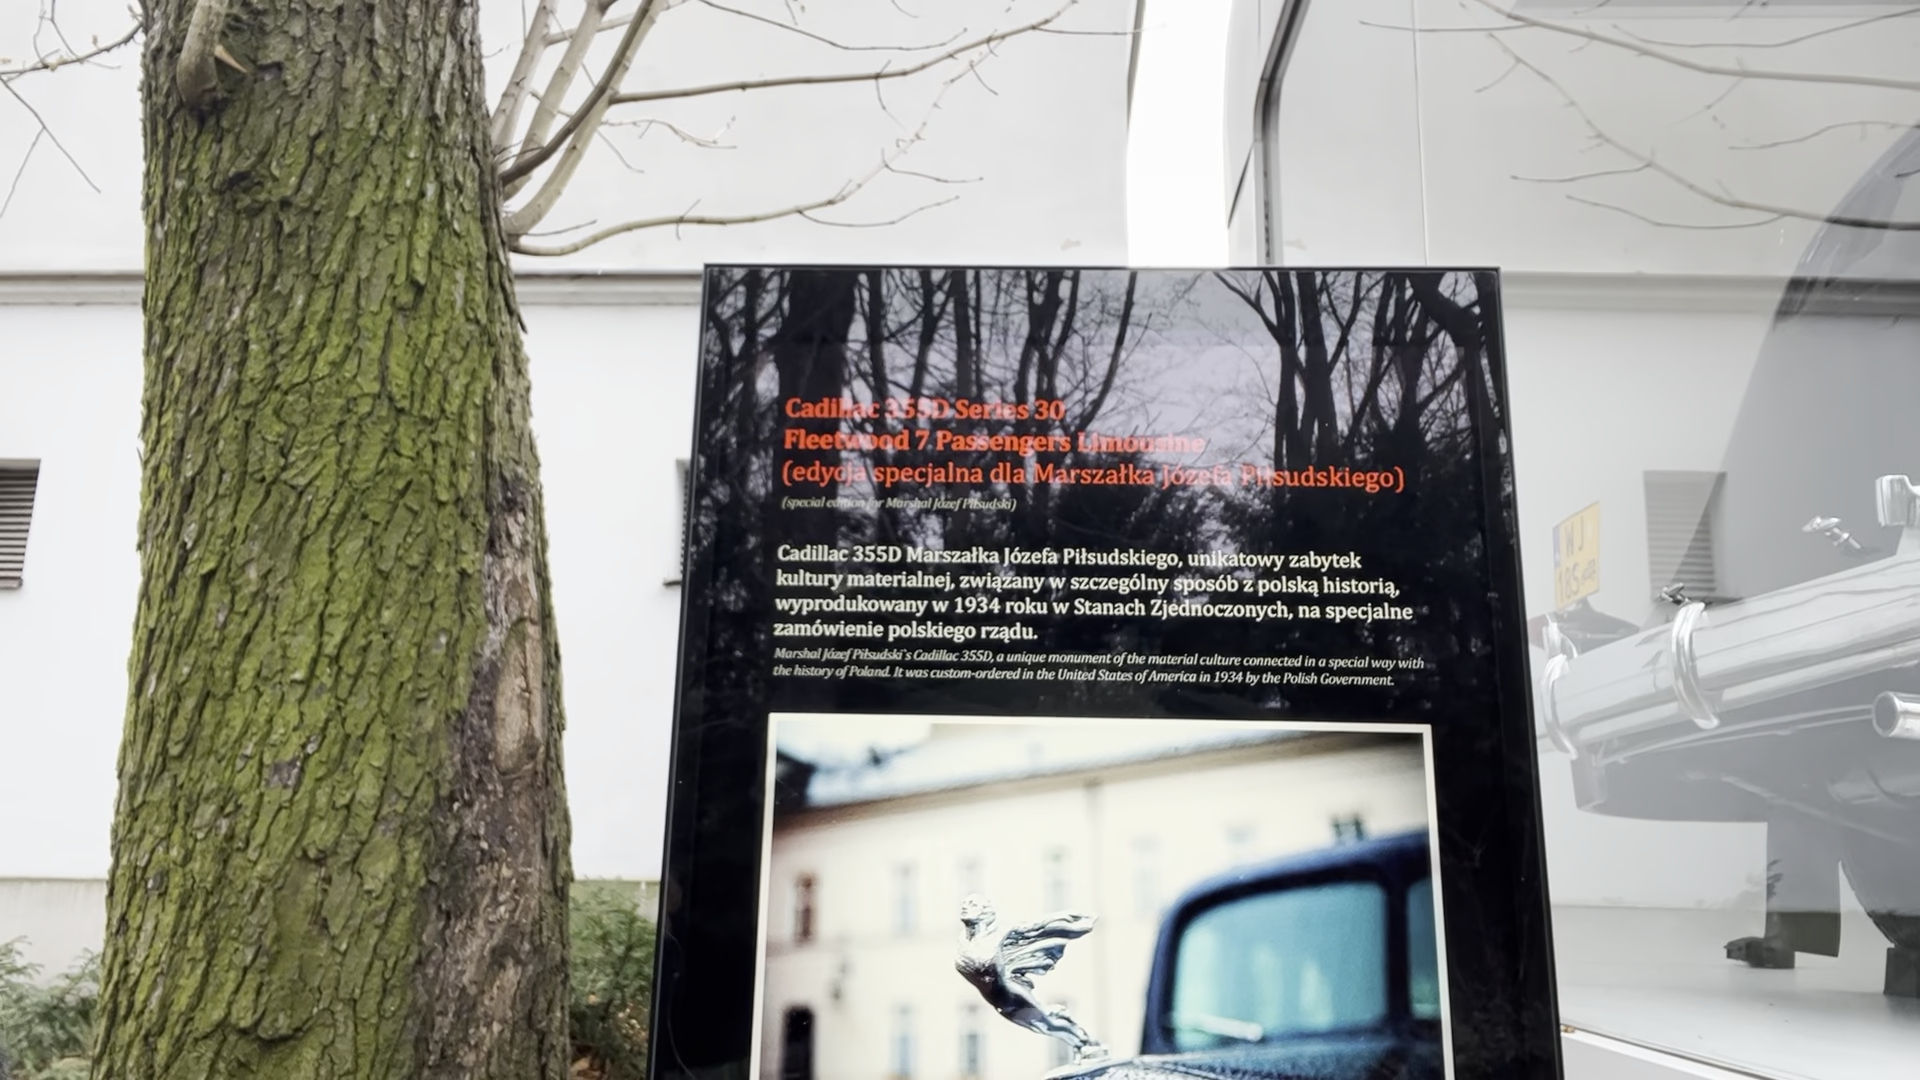 Cadillac 355D Series 30
Fleetwood 7 Passengers Limousine
(edycja specjalna dla Marszałka Józefa Piłsudskiego)
(special edition for Marshal Józef Piłsudski)
Cadillac 355D Marszałka Józefa Piłsudskiego, unikatowy zabytek
kultury materialnej, związany w szczególny sposób z polską historią,
wyprodukowany w 1934 roku w Stanach Zjednoczonych, na specjalne
zamówienie polskiego rządu.
Marshal Józef Piłsudski`s Cadillac 355D, a unique monument of the material culture connected in a special way with
the history of Poland. It was custom-ordered in the United States of America in 1934 by the Polish Government.
WJ